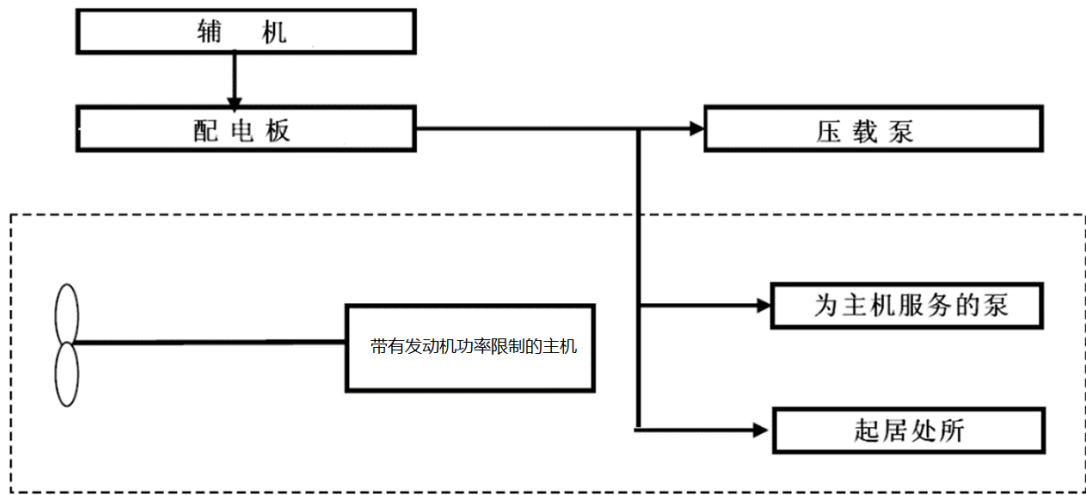 辅 机
配 电 板
压 载 泵
为主机服务的泵
带有发动机功率限制的主机
起居处所